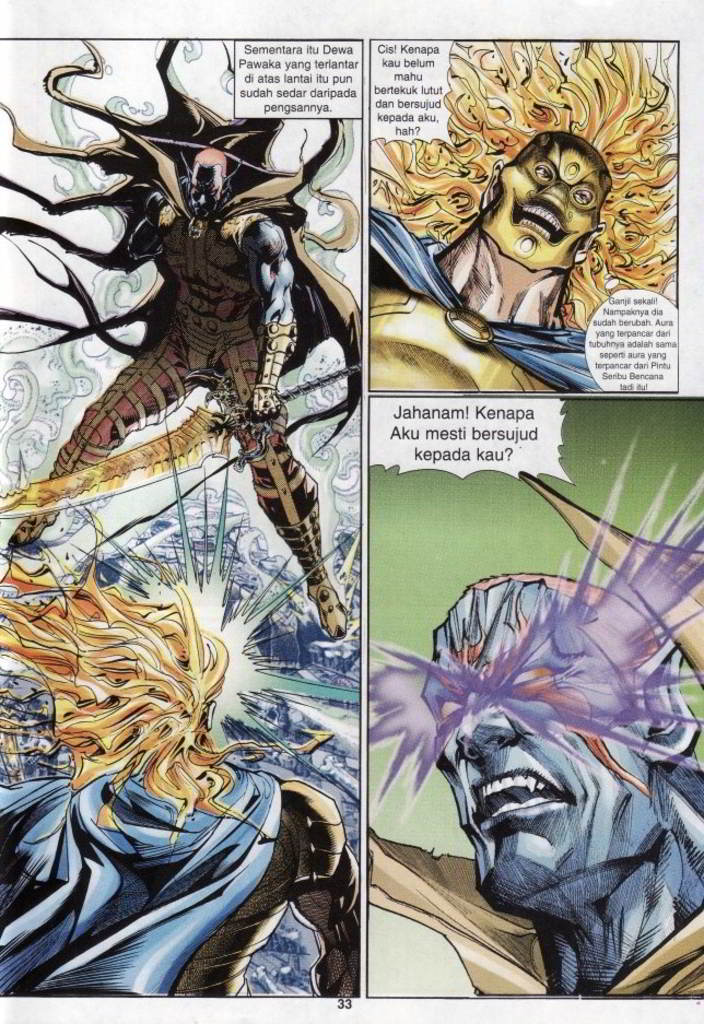 Sementara itu Dewa
Pawaka yang terlantar
di atas lantai itu pun
sudah sedar daripada
pengsannya.
Cis! Kenapa
kau belum
mahu
bertekuk lutut
dan bersujud
kepada aku,
hah?
Ganjil sekali!
Nampaknya dia
sudah berubah. Aura
yang terpancar dari
tubuhnya adalah sama
seperti aura yang
terpancar dari Pintu
Seribu Bencana
tadi itu!
Jahanam! Kenapa
Aku mesti bersujud
kepada kau?
33